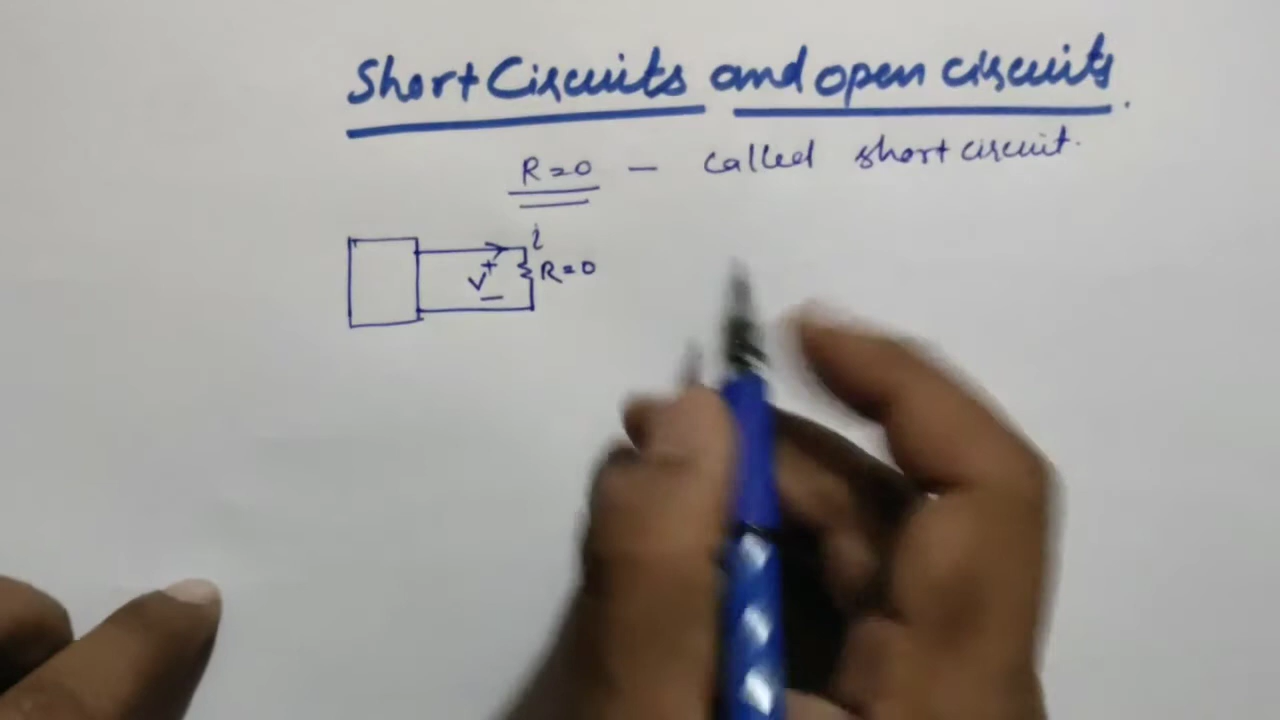 Short Circuits and open circuits.
R=0 — called short circuit.
i
V + − R=0